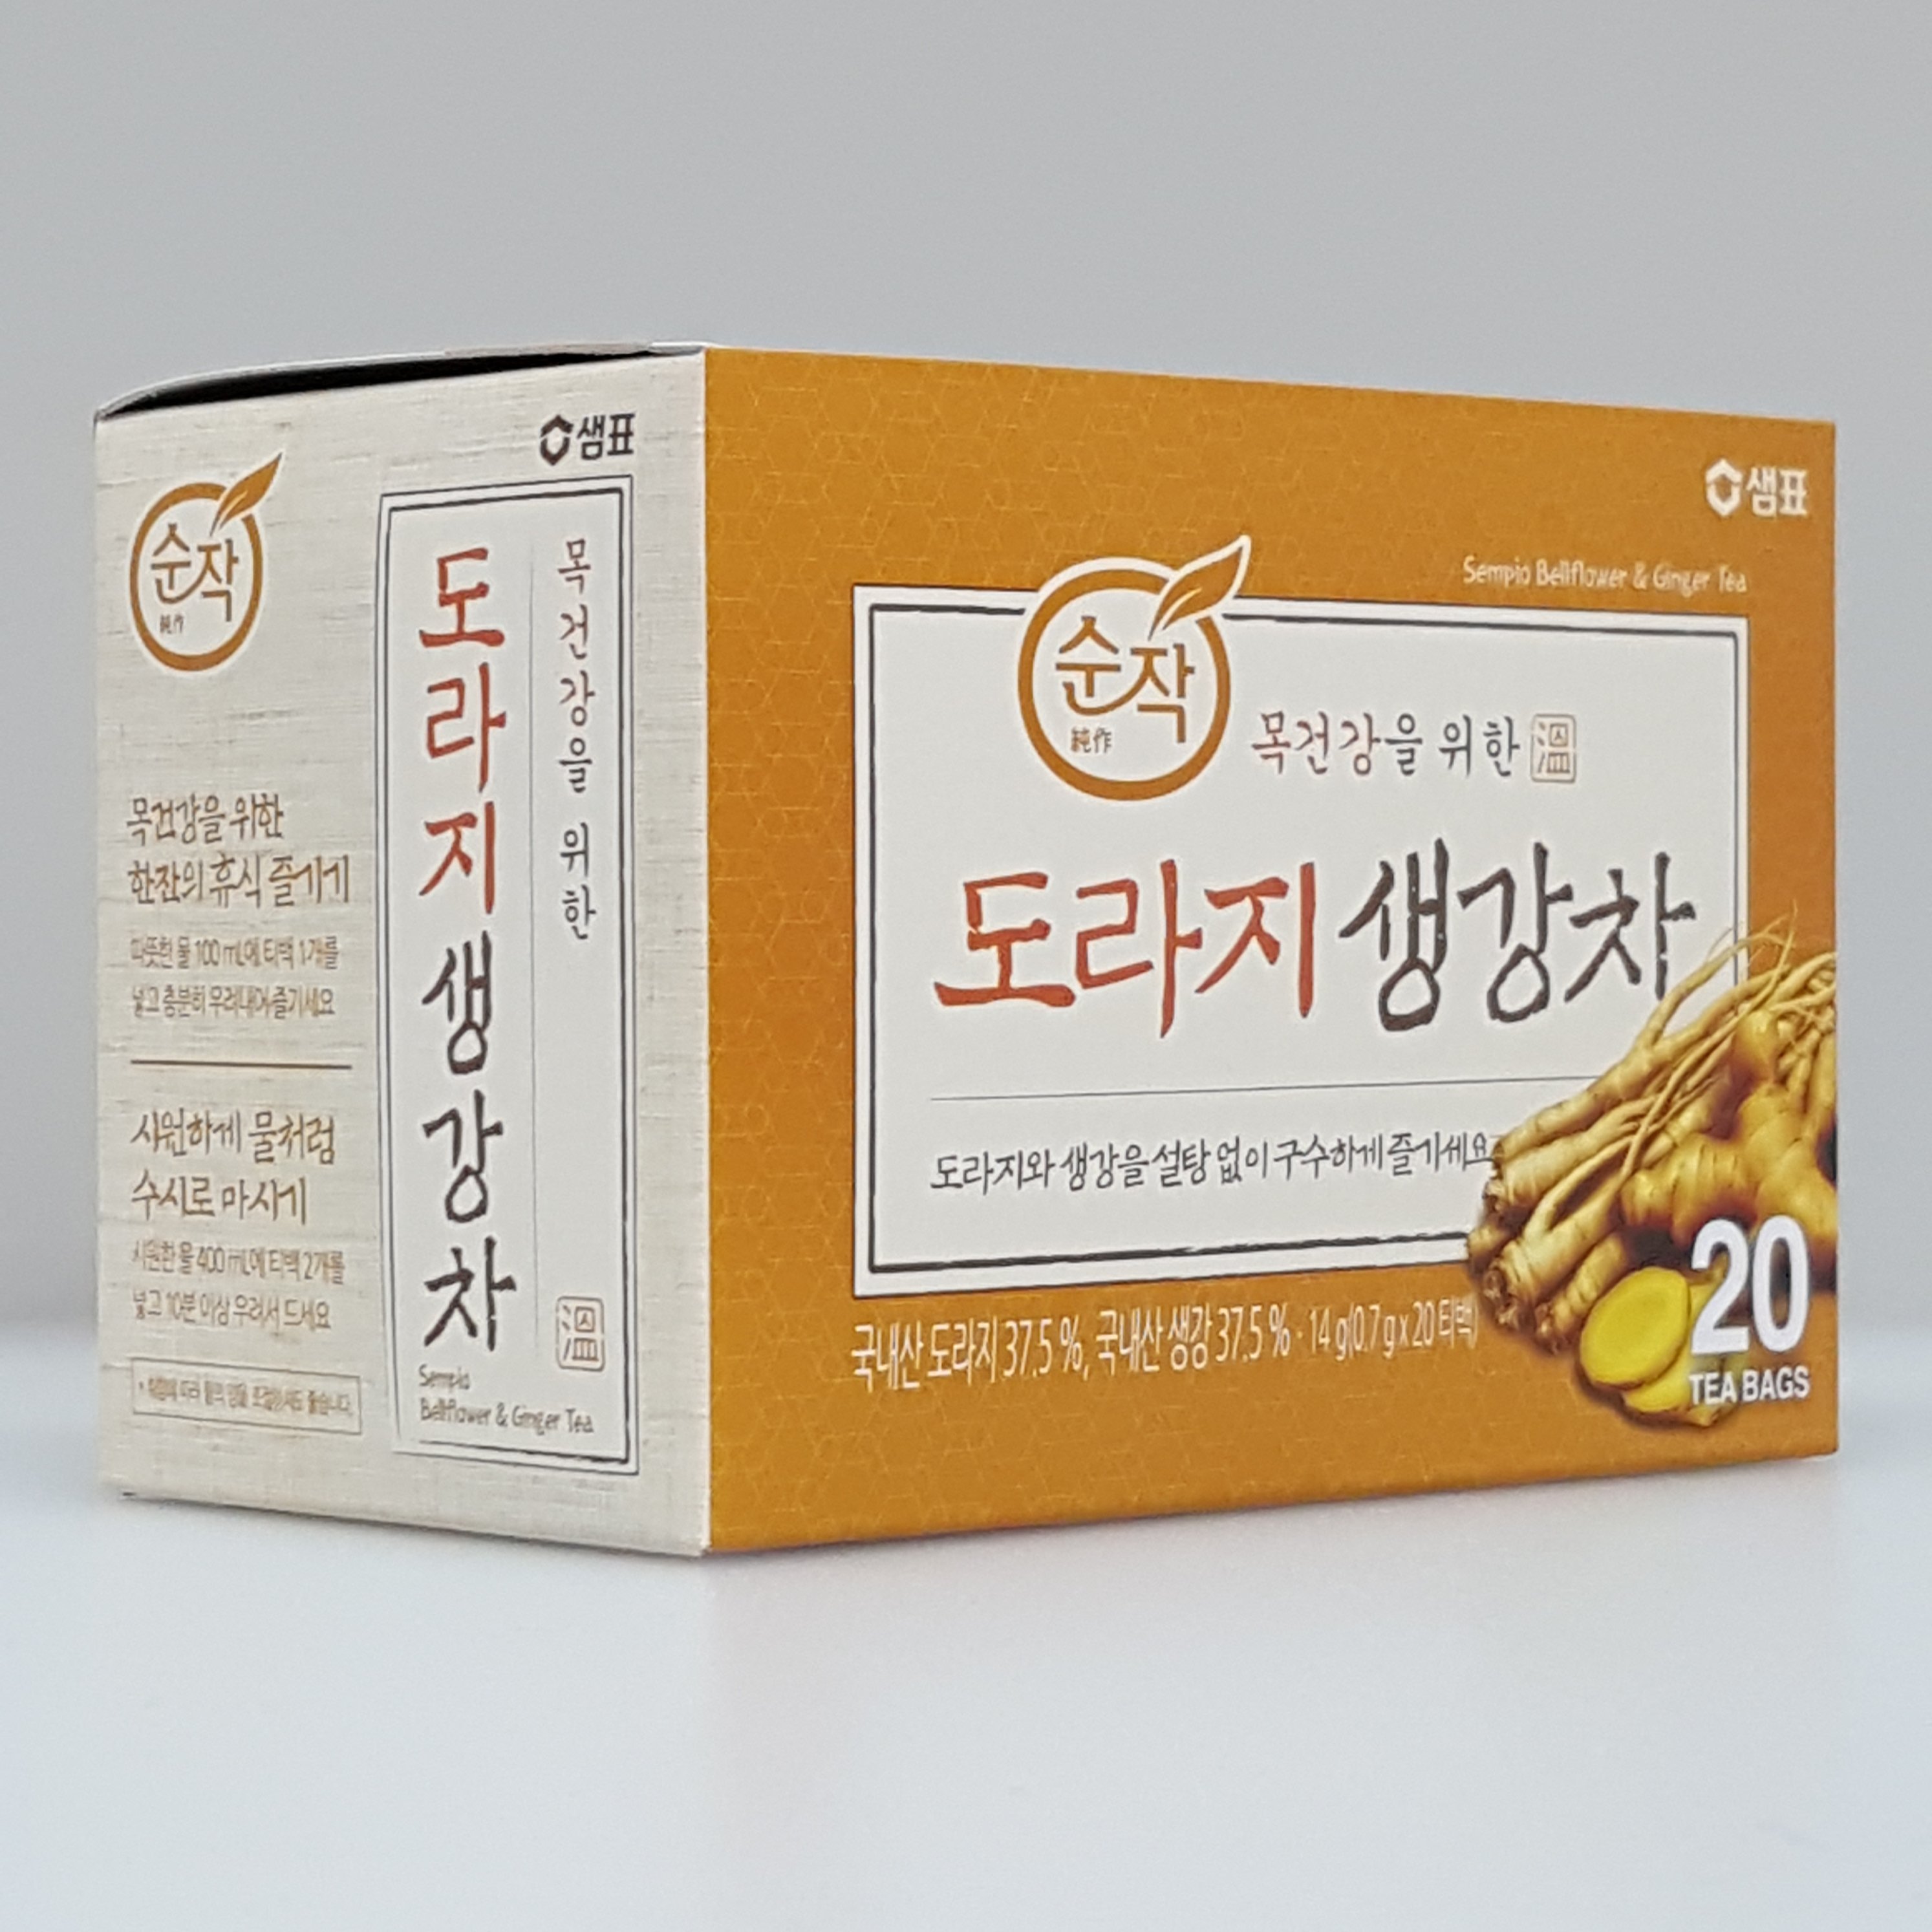 샘표
순작
純作
목건강을 위한
한잔의 휴식 즐기기
따뜻한 물 100 mL에 티백 1개를
넣고 충분히 우려내어 즐기세요
시원하게 물처럼
수시로 마시기
시원한 물 400 mL에 티백 2개를
넣고 10분 이상 우려서 드세요
목건강을 위한
도라지생강차
溫
Sempio
Bellflower & Ginger Tea
샘표
Sempio Bellflower & Ginger Tea
순작
純作
목건강을 위한 溫
도라지생강차
도라지와 생강을 설탕 없이 구수하게 즐기세요
국내산 도라지 37.5 %, 국내산 생강 37.5 % · 14 g(0.7 g x 20 티백)
20
TEA BAGS